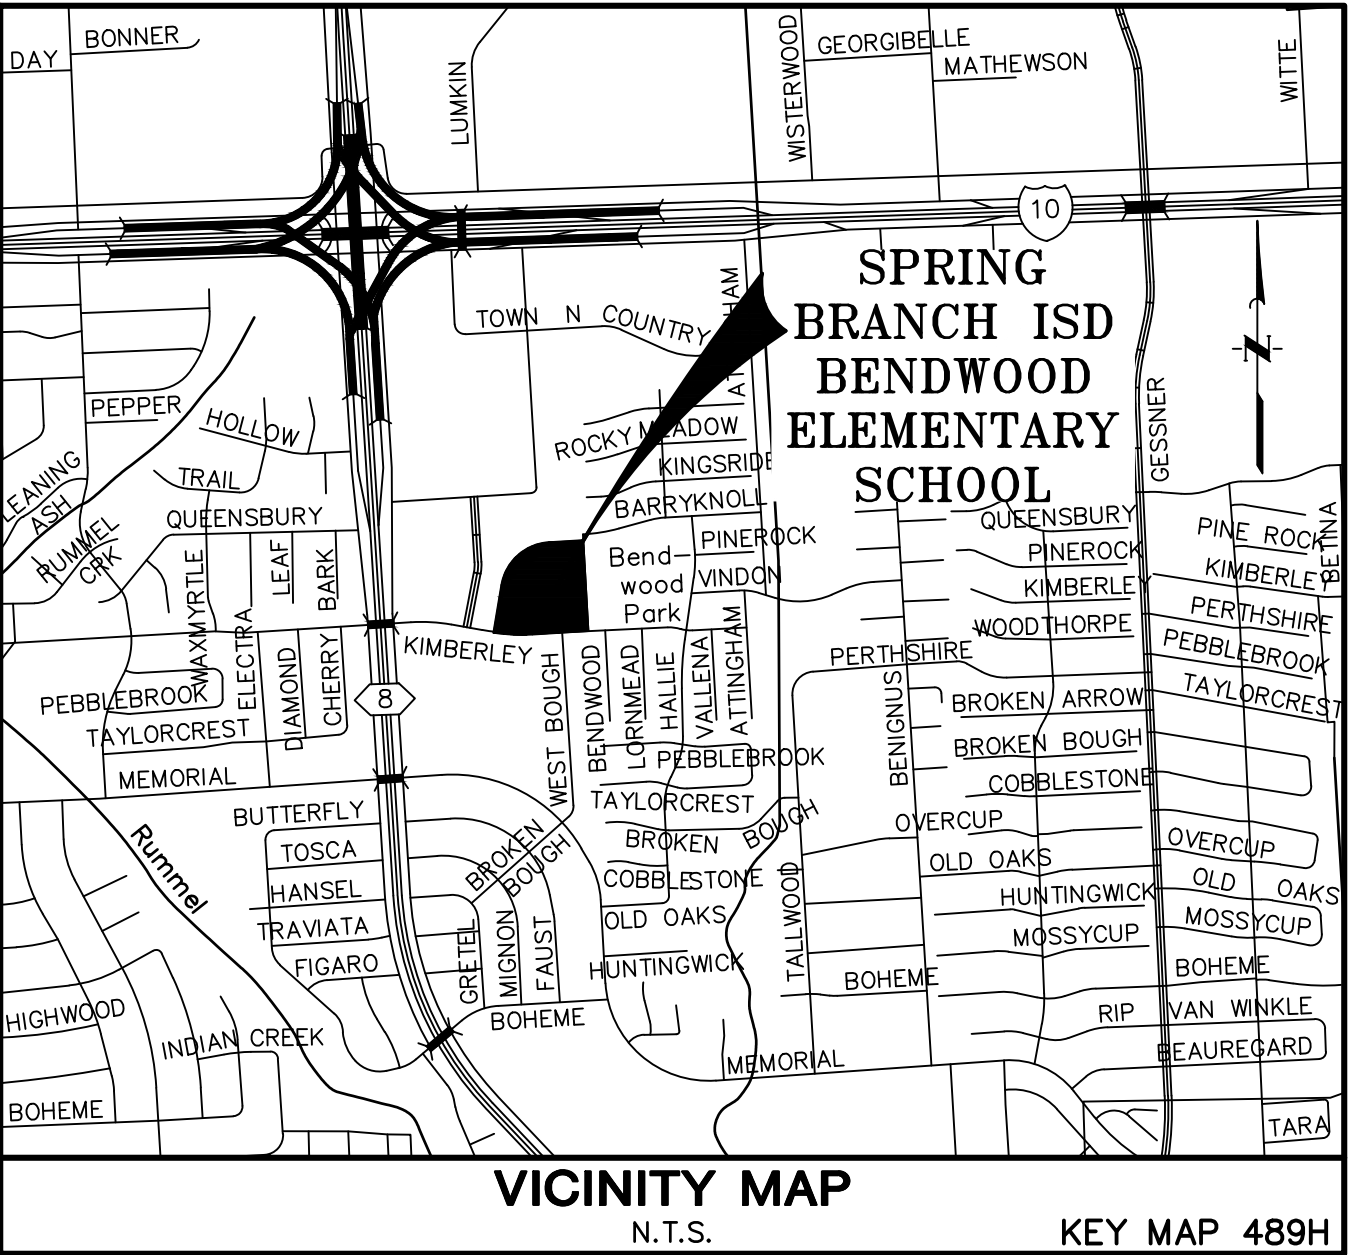 DAY
BONNER
LUMKIN
WISTERWOOD
GEORGIBELLE
MATHEWSON
WITTE
10
SPRING
BRANCH ISD
BENDWOOD
ELEMENTARY
SCHOOL
N
GESSNER
TOWN N COUNTRY
PEPPER
HOLLOW
TRAIL
LEANING
ASH
RUMMEL
CRK
QUEENSBURY
WAXMYRTLE
LEAF
BARK
ELECTRA
DIAMOND
CHERRY
ROCKY MEADOW
KINGSRIDE
BARRYKNOLL
PINEROCK
VINDON
Bend-
wood
Park
KIMBERLEY
QUEENSBURY
PINEROCK
KIMBERLEY
WOODTHORPE
PERTHSHIRE
PINE ROCK
BETINA
KIMBERLEY
PERTHSHIRE
PEBBLEBROOK
TAYLORCREST
8
PEBBLEBROOK
TAYLORCREST
MEMORIAL
WEST BOUGH
BENDWOOD
LORNMEAD
HALLIE
VALLENA
ATTINGHAM
BENIGNUS
BROKEN ARROW
BROKEN BOUGH
COBBLESTONE
PEBBLEBROOK
TAYLORCREST
BROKEN BOUGH
COBBLESTONE
OLD OAKS
HUNTINGWICK
BUTTERFLY
TOSCA
HANSEL
TRAVIATA
FIGARO
BROKEN
BOUGH
GRETEL
MIGNON
FAUST
BOHEME
Rummel
TALLWOOD
OVERCUP
OLD OAKS
HUNTINGWICK
MOSSYCUP
BOHEME
OVERCUP
OLD OAKS
MOSSYCUP
BOHEME
RIP VAN WINKLE
BEAUREGARD
TARA
HIGHWOOD
INDIAN CREEK
BOHEME
MEMORIAL
VICINITY MAP
N.T.S.
KEY MAP 489H